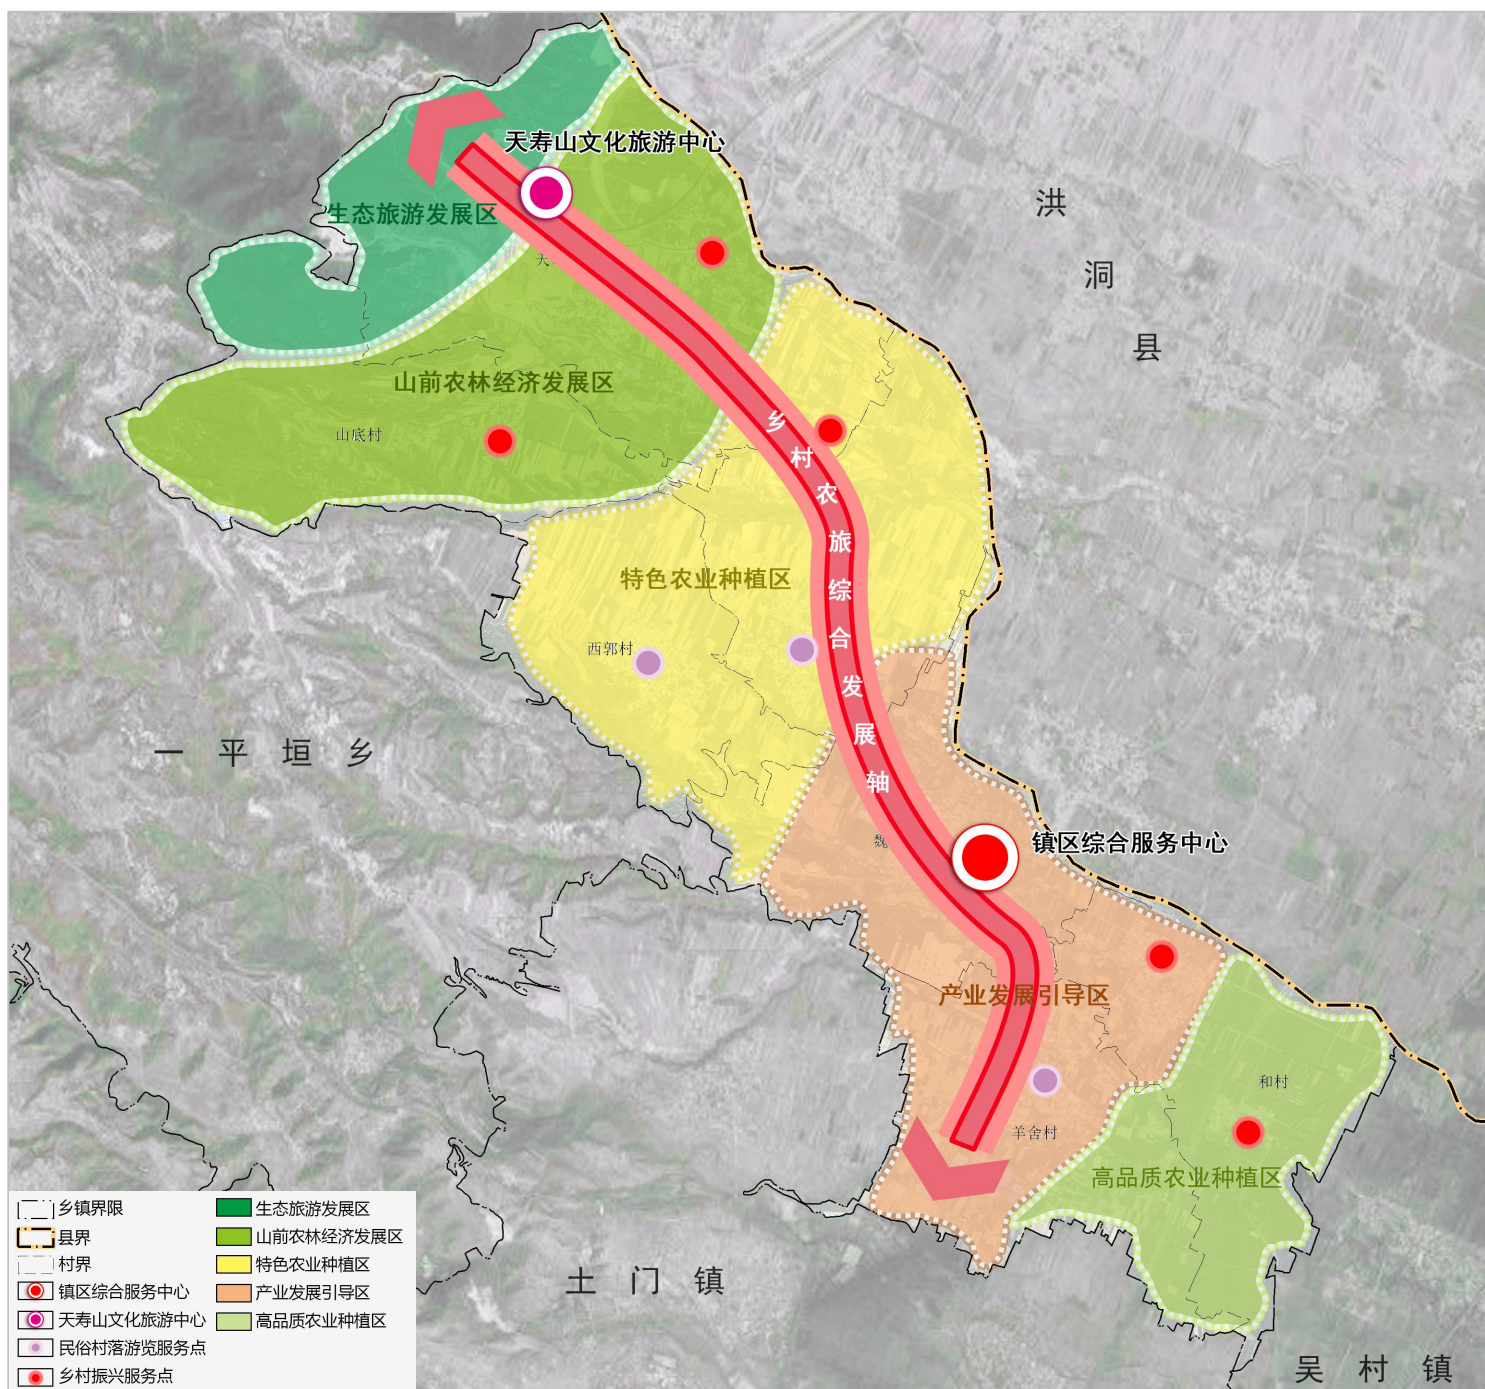 天寿山文化旅游中心
洪洞县
生态旅游发展区
大
山前农林经济发展区
山底村
乡村农旅综合发展轴
特色农业种植区
西郭村
一平垣乡
魏
镇区综合服务中心
产业发展引导区
和村
羊舍村
高品质农业种植区
土门镇
吴村镇
乡镇界限
县界
村界
镇区综合服务中心
天寿山文化旅游中心
民俗村落游览服务点
乡村振兴服务点
生态旅游发展区
山前农林经济发展区
特色农业种植区
产业发展引导区
高品质农业种植区